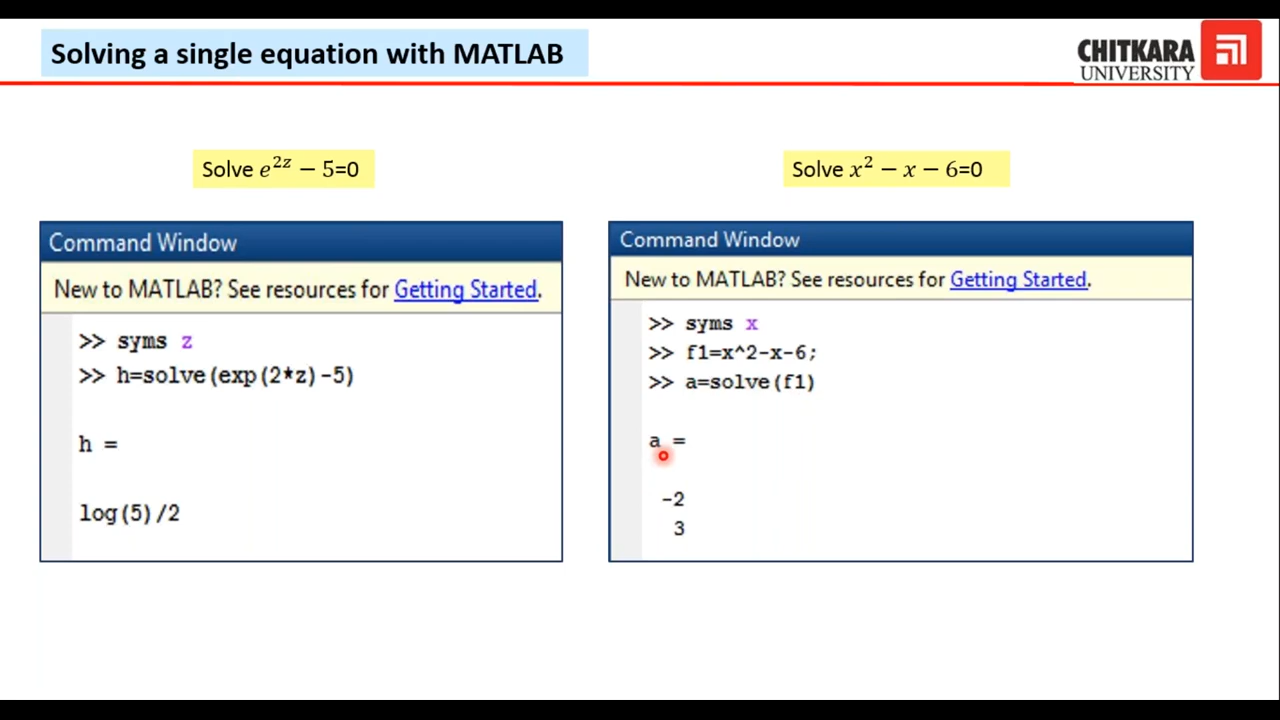 Solving a single equation with MATLAB
CHITKARA
UNIVERSITY
Solve 𝑒²ᶻ − 5=0
Command Window
New to MATLAB? See resources for Getting Started.
>> syms z
>> h=solve(exp(2*z)-5)
h =
log(5)/2
Solve 𝑥² − 𝑥 − 6=0
Command Window
New to MATLAB? See resources for Getting Started.
>> syms x
>> f1=x^2-x-6;
>> a=solve(f1)
a =
-2
3